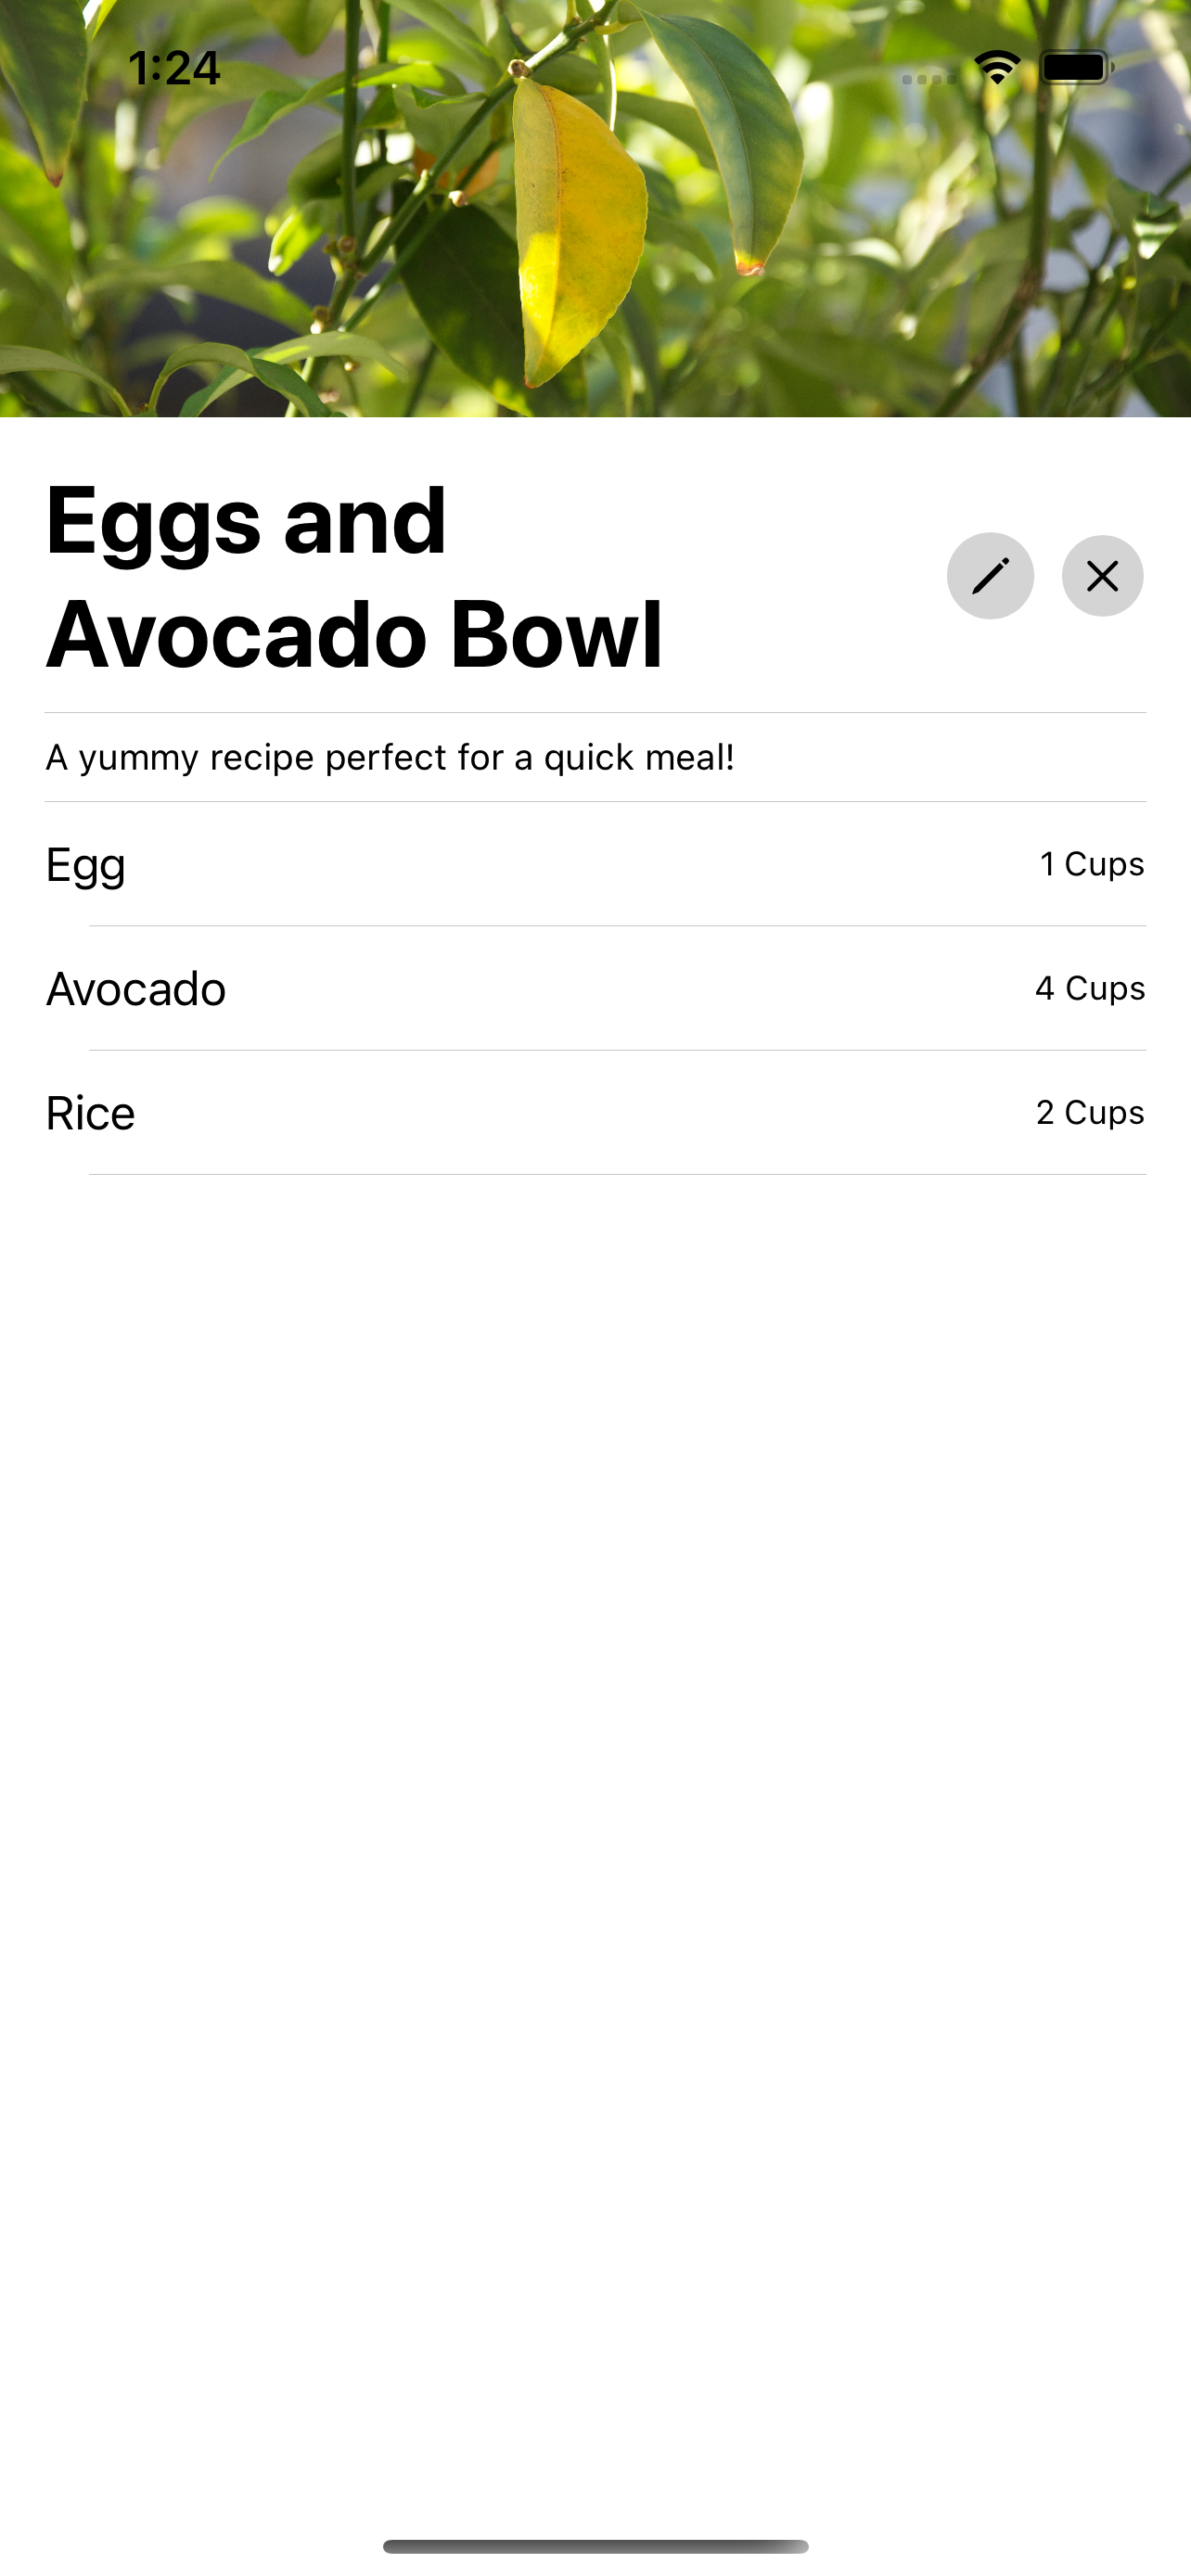 1:24
Eggs and
Avocado Bowl
A yummy recipe perfect for a quick meal!
Egg 1 Cups
Avocado 4 Cups
Rice 2 Cups